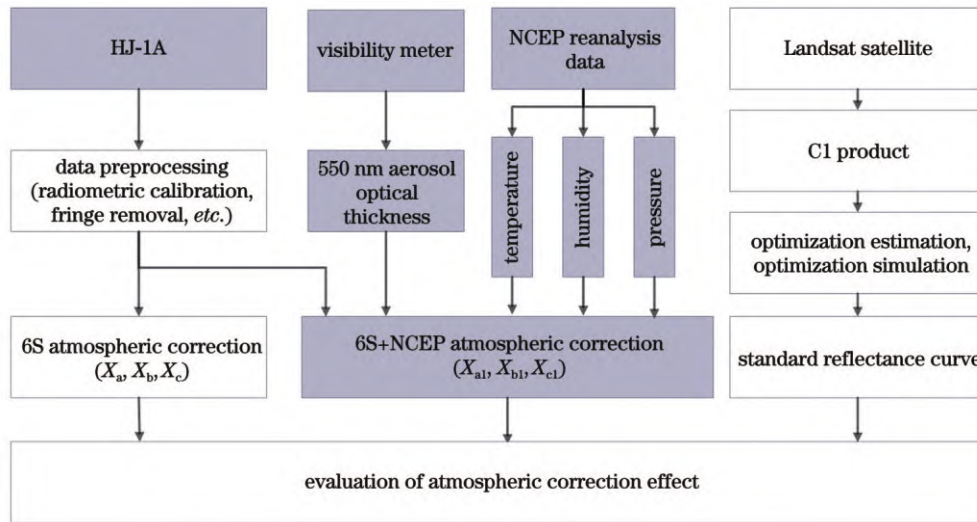 HJ-1A
visibility meter
NCEP reanalysis
data
Landsat satellite
data preprocessing
(radiometric calibration,
fringe removal, etc.)
550 nm aerosol
optical
thickness
temperature
humidity
pressure
C1 product
optimization estimation,
optimization simulation
6S atmospheric correction
(Xa, Xb, Xc)
6S+NCEP atmospheric correction
(Xa1, Xb1, Xc1)
standard reflectance curve
evaluation of atmospheric correction effect